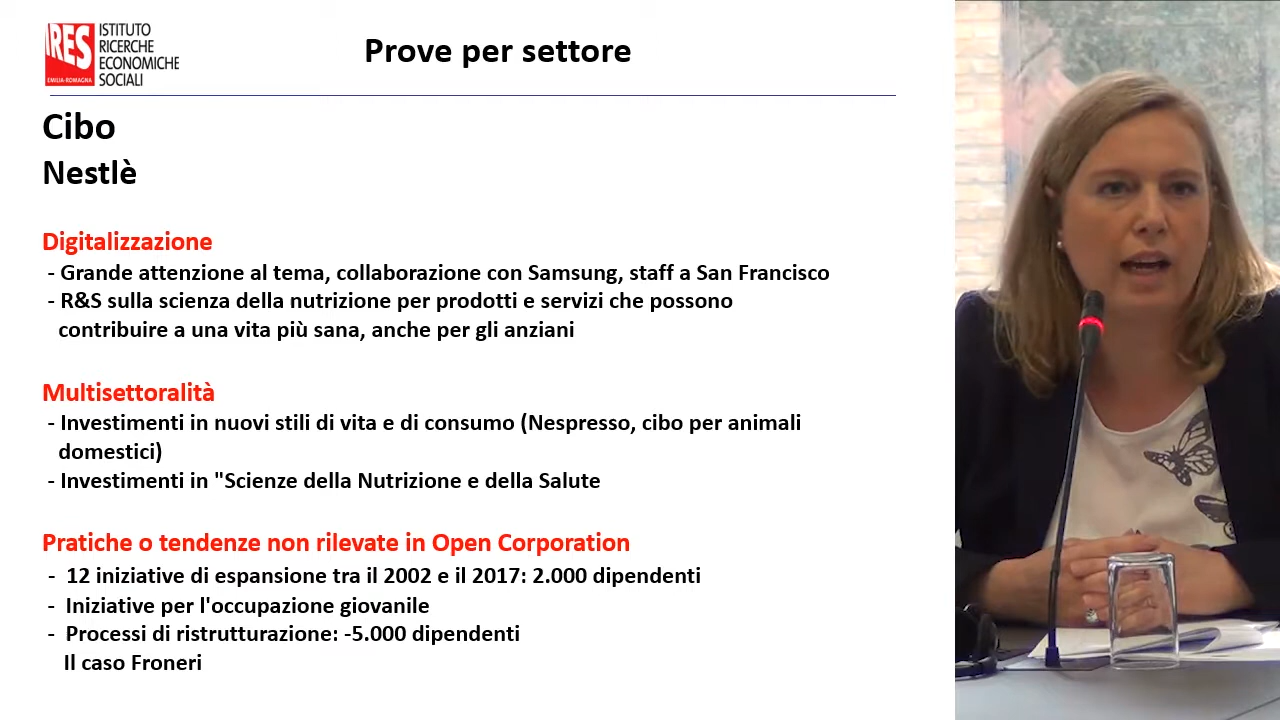 IRES
EMILIA-ROMAGNA
ISTITUTO
RICERCHE
ECONOMICHE
SOCIALI
Prove per settore
Cibo
Nestlè
Digitalizzazione
- Grande attenzione al tema, collaborazione con Samsung, staff a San Francisco
- R&S sulla scienza della nutrizione per prodotti e servizi che possono
contribuire a una vita più sana, anche per gli anziani
Multisettoralità
- Investimenti in nuovi stili di vita e di consumo (Nespresso, cibo per animali
domestici)
- Investimenti in "Scienze della Nutrizione e della Salute
Pratiche o tendenze non rilevate in Open Corporation
- 12 iniziative di espansione tra il 2002 e il 2017: 2.000 dipendenti
- Iniziative per l'occupazione giovanile
- Processi di ristrutturazione: -5.000 dipendenti
Il caso Froneri